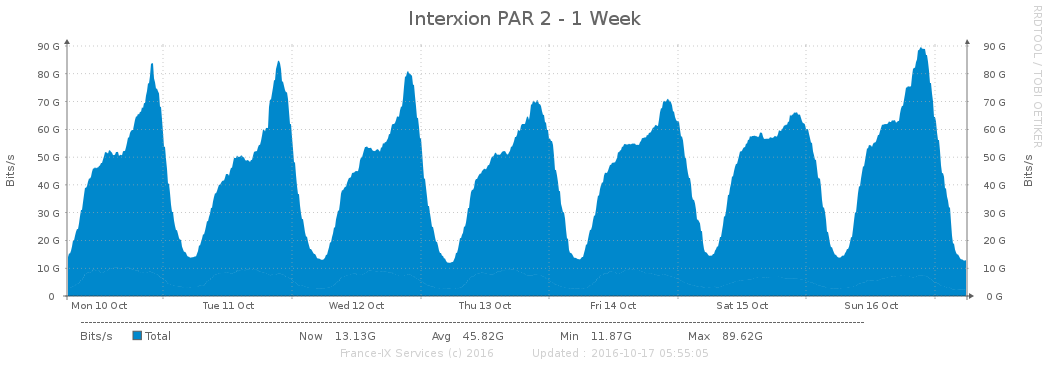 Interxion PAR 2 - 1 Week
RRDTOOL / TOBI OETIKER
90 G 90 G
80 G 80 G
70 G 70 G
60 G 60 G
50 G 50 G
40 G 40 G
30 G 30 G
20 G 20 G
10 G 10 G
0 0 G
Bits/s
Bits/s
Mon 10 Oct Tue 11 Oct Wed 12 Oct Thu 13 Oct Fri 14 Oct Sat 15 Oct Sun 16 Oct
Bits/s Total Now 13.13G Avg 45.82G Min 11.87G Max 89.62G
France-IX Services (c) 2016 Updated : 2016-10-17 05:55:05